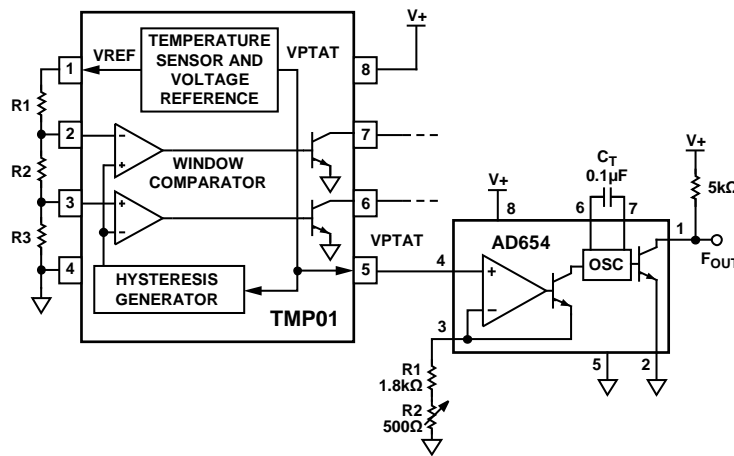 TEMPERATURE
SENSOR AND
VOLTAGE
REFERENCE
VREF
VPTAT
1
8
V+
R1
2
7
R2
WINDOW
COMPARATOR
3
6
R3
4
HYSTERESIS
GENERATOR
5
VPTAT
TMP01
–
+
+
–
V+
8
CT
0.1µF
6
7
V+
5kΩ
1
FOUT
AD654
OSC
4
+
–
3
5
2
R1
1.8kΩ
R2
500Ω